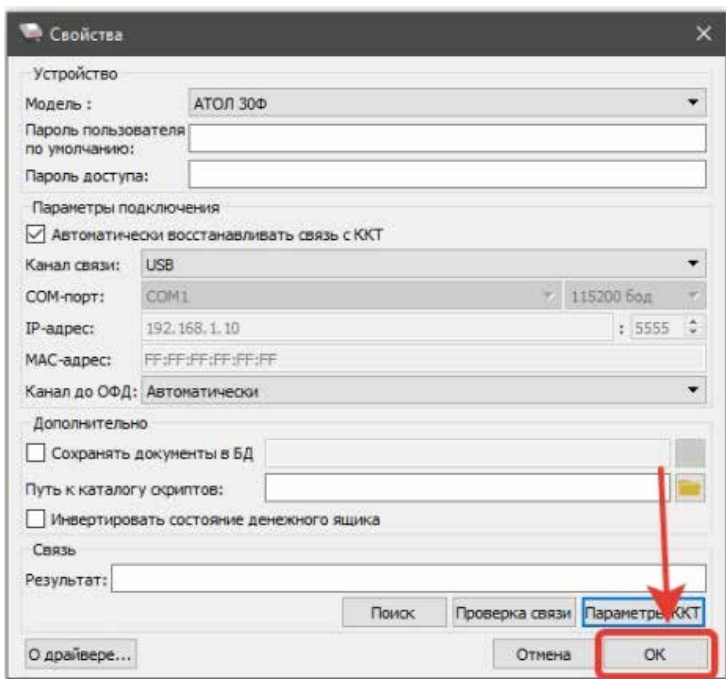 Свойства
Устройство
Модель : АТОЛ 30Ф
Пароль пользователя
по умолчанию:
Пароль доступа:
Параметры подключения
Автоматически восстанавливать связь с ККТ
Канал связи: USB
COM-порт: COM1 115200 бод
IP-адрес: 192.168.1.10 : 5555
MAC-адрес: FF:FF:FF:FF:FF:FF
Канал до ОФД: Автоматически
Дополнительно
Сохранять документы в БД
Путь к каталогу скриптов:
Инвертировать состояние денежного ящика
Связь
Результат:
Поиск Проверка связи Параметры ККТ
О драйвере... Отмена ОК